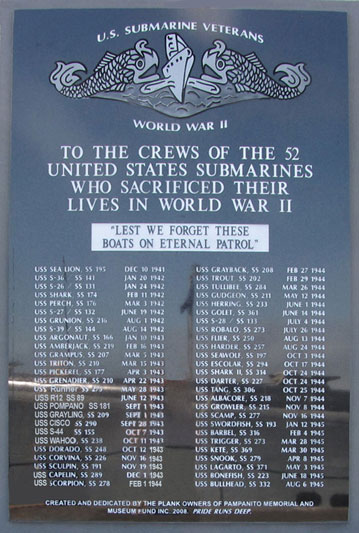 U.S. SUBMARINE VETERANS
WORLD WAR II
TO THE CREWS OF THE 52
UNITED STATES SUBMARINES
WHO SACRIFICED THEIR
LIVES IN WORLD WAR II
"LEST WE FORGET THESE
BOATS ON ETERNAL PATROL"
USS SEA LION, SS 195 DEC 10 1941
USS S-36 // SS 141 JAN 20 1942
USS S-26 // SS 131 JAN 24 1942
USS SHARK, SS 174 FEB 11 1942
USS PERCH, SS 176 MAR 3 1942
USS S-27 // SS 132 JUNE 19 1942
USS GRUNION, SS 216 AUG 1 1942
USS S-39 // SS 144 AUG 14 1942
USS ARGONAUT, SS 166 JAN 10 1943
USS AMBERJACK, SS 219 FEB 16 1943
USS GRAMPUS, SS 207 MAR 5 1943
USS TRITON, SS 210 MAR 15 1943
USS PICKEREL, SS 177 APR 3 1943
USS GRENADIER, SS 210 APR 22 1943
USS Runner SS 275 MAY 28 1943
USS R12 SS 89 JUNE 12 1943
USS POMPANO SS 181 SEPT 1 1943
USS GRAYLING, SS 209 SEPT 1 1943
USS CISCO SS 290 SEPT 28 1943
USS S-44 SS 155 OCT 7 1943
USS WAHOO, SS 238 OCT 11 1943
USS DORADO, SS 248 OCT 12 1943
USS CORVINA, SS 226 NOV 16 1943
USS SCULPIN, SS 191 NOV 19 1943
USS CAPELIN, SS 289 DEC 1 1943
USS SCORPION, SS 278 FEB 1 1944
USS GRAYBACK, SS 208 FEB 27 1944
USS TROUT, SS 202 FEB 29 1944
USS TULLIBEE, SS 284 MAR 26 1944
USS GUDGEON, SS 211 MAY 12 1944
USS HERRING, SS 233 JUNE 1 1944
USS GOLET, SS 361 JUNE 14 1944
USS S-28 // SS 133 JULY 4 1944
USS ROBALO, SS 273 JULY 26 1944
USS FLIER, SS 250 AUG 13 1944
USS HARDER, SS 257 AUG 24 1944
USS SEAWOLF, SS 197 OCT 3 1944
USS ESCOLAR, SS 294 OCT 17 1944
USS SHARK II, SS 314 OCT 24 1944
USS DARTER, SS 227 OCT 24 1944
USS TANG, SS 306 OCT 25 1944
USS ALBACORE, SS 218 NOV 7 1944
USS GROWLER, SS 215 NOV 8 1944
USS SCAMP, SS 277 NOV 16 1944
USS SWORDFISH, SS 193 JAN 12 1945
USS BARBEL, SS 316 FEB 4 1945
USS TRIGGER, SS 273 MAR 28 1945
USS KETE, SS 369 MAR 30 1945
USS SNOOK, SS 279 APR 8 1945
USS LAGARTO, SS 371 MAY 3 1945
USS BONEFISH, SS 223 JUNE 18 1945
USS BULLHEAD, SS 332 AUG 6 1945
CREATED AND DEDICATED BY THE PLANK OWNERS OF PAMPANITO MEMORIAL AND
MUSEUM FUND INC. 2008. PRIDE RUNS DEEP.